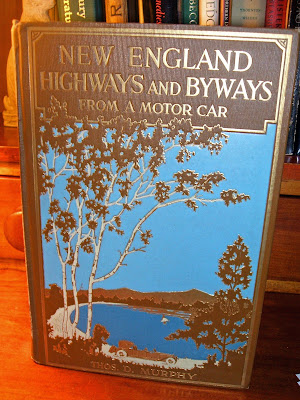 NEW ENGLAND
HIGHWAYS AND BYWAYS
FROM A MOTOR CAR
THOS. D. MURPHY